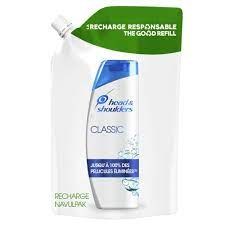 RECHARGE RESPONSABLE
THE GOOD REFILL
head&
shoulders
CLASSIC
JUSQU'À 100% DES
PELLICULES ÉLIMINÉES
RECHARGE
NAVULPAK